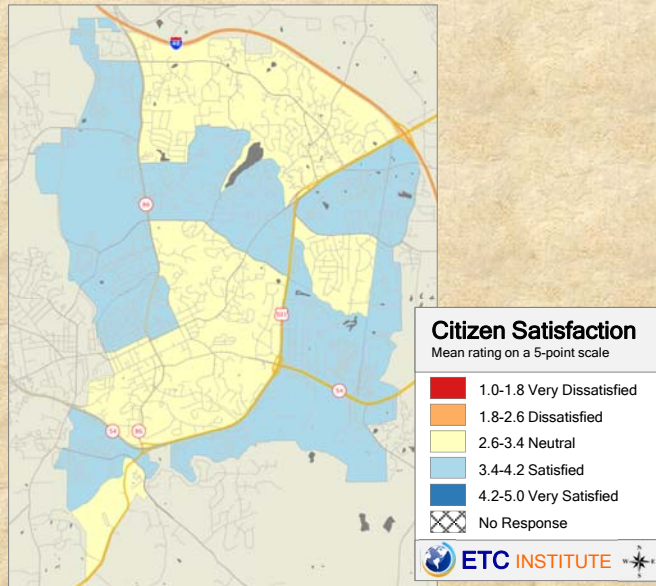 40
86
501
54
54
86
Citizen Satisfaction
Mean rating on a 5-point scale
1.0-1.8 Very Dissatisfied
1.8-2.6 Dissatisfied
2.6-3.4 Neutral
3.4-4.2 Satisfied
4.2-5.0 Very Satisfied
No Response
ETC INSTITUTE
N
W E
S